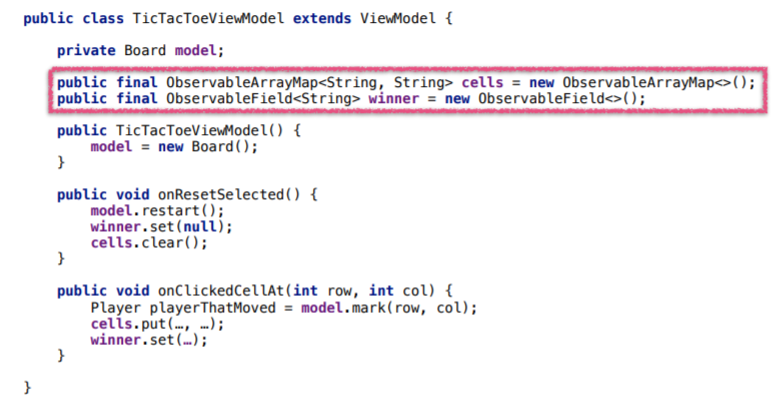 public class TicTacToeViewModel extends ViewModel {
private Board model;
public final ObservableArrayMap<String, String> cells = new ObservableArrayMap<>();
public final ObservableField<String> winner = new ObservableField<>();
public TicTacToeViewModel() {
model = new Board();
}
public void onResetSelected() {
model.restart();
winner.set(null);
cells.clear();
}
public void onClickedCellAt(int row, int col) {
Player playerThatMoved = model.mark(row, col);
cells.put(…, …);
winner.set(…);
}
}